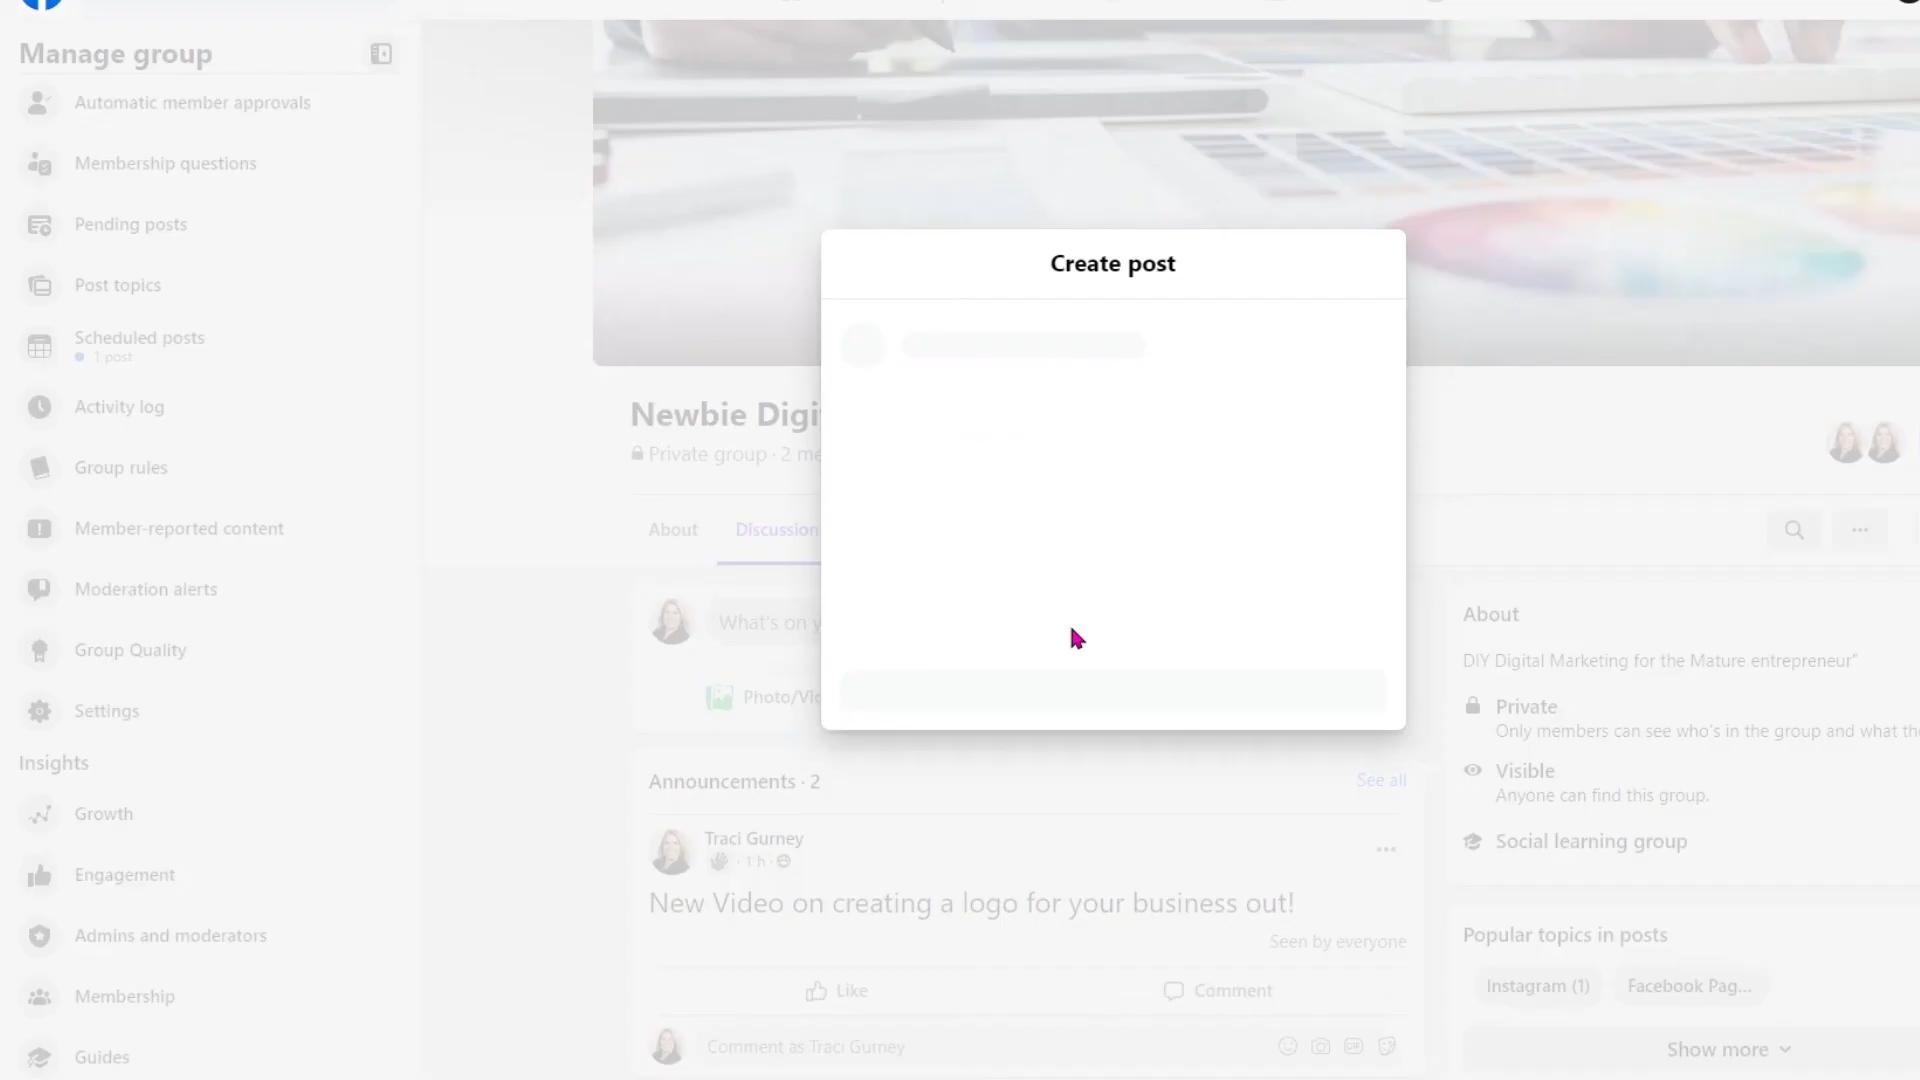 Manage group
Automatic member approvals
Membership questions
Pending posts
Post topics
Scheduled posts
1 post
Activity log
Group rules
Member-reported content
Moderation alerts
Group Quality
Settings
Insights
Growth
Engagement
Admins and moderators
Membership
Guides
Create post
Newbie Digi
Private group · 2 me
About
Discussion
What's on y
Photo/Vid
Announcements · 2
See all
Traci Gurney
· 1 h ·
New Video on creating a logo for your business out!
Seen by everyone
Like
Comment
Comment as Traci Gurney
GIF
About
DIY Digital Marketing for the Mature entrepreneur"
Private
Only members can see who's in the group and what the
Visible
Anyone can find this group.
Social learning group
Popular topics in posts
Instagram (1)
Facebook Pag...
Show more